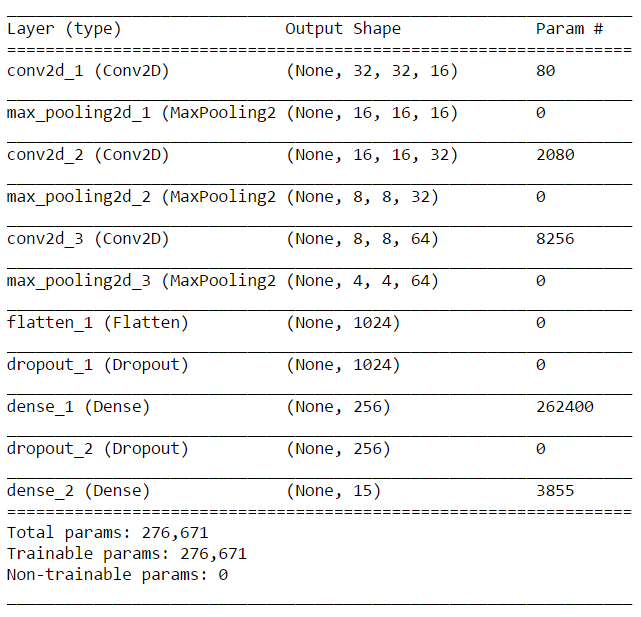 _________________________________________________________________
Layer (type)                 Output Shape              Param #
=================================================================
conv2d_1 (Conv2D)            (None, 32, 32, 16)        80
_________________________________________________________________
max_pooling2d_1 (MaxPooling2 (None, 16, 16, 16)        0
_________________________________________________________________
conv2d_2 (Conv2D)            (None, 16, 16, 32)        2080
_________________________________________________________________
max_pooling2d_2 (MaxPooling2 (None, 8, 8, 32)          0
_________________________________________________________________
conv2d_3 (Conv2D)            (None, 8, 8, 64)          8256
_________________________________________________________________
max_pooling2d_3 (MaxPooling2 (None, 4, 4, 64)          0
_________________________________________________________________
flatten_1 (Flatten)          (None, 1024)              0
_________________________________________________________________
dropout_1 (Dropout)          (None, 1024)              0
_________________________________________________________________
dense_1 (Dense)              (None, 256)               262400
_________________________________________________________________
dropout_2 (Dropout)          (None, 256)               0
_________________________________________________________________
dense_2 (Dense)              (None, 15)                3855
=================================================================
Total params: 276,671
Trainable params: 276,671
Non-trainable params: 0
_________________________________________________________________